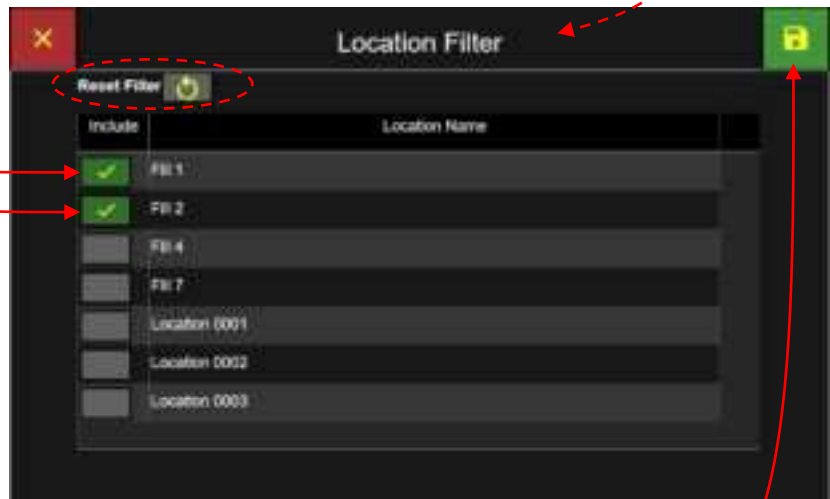 Location Filter
Reset Filter
Include Location Name
Fill 1
Fill 2
Fill 4
Fill 7
Location 0001
Location 0002
Location 0003